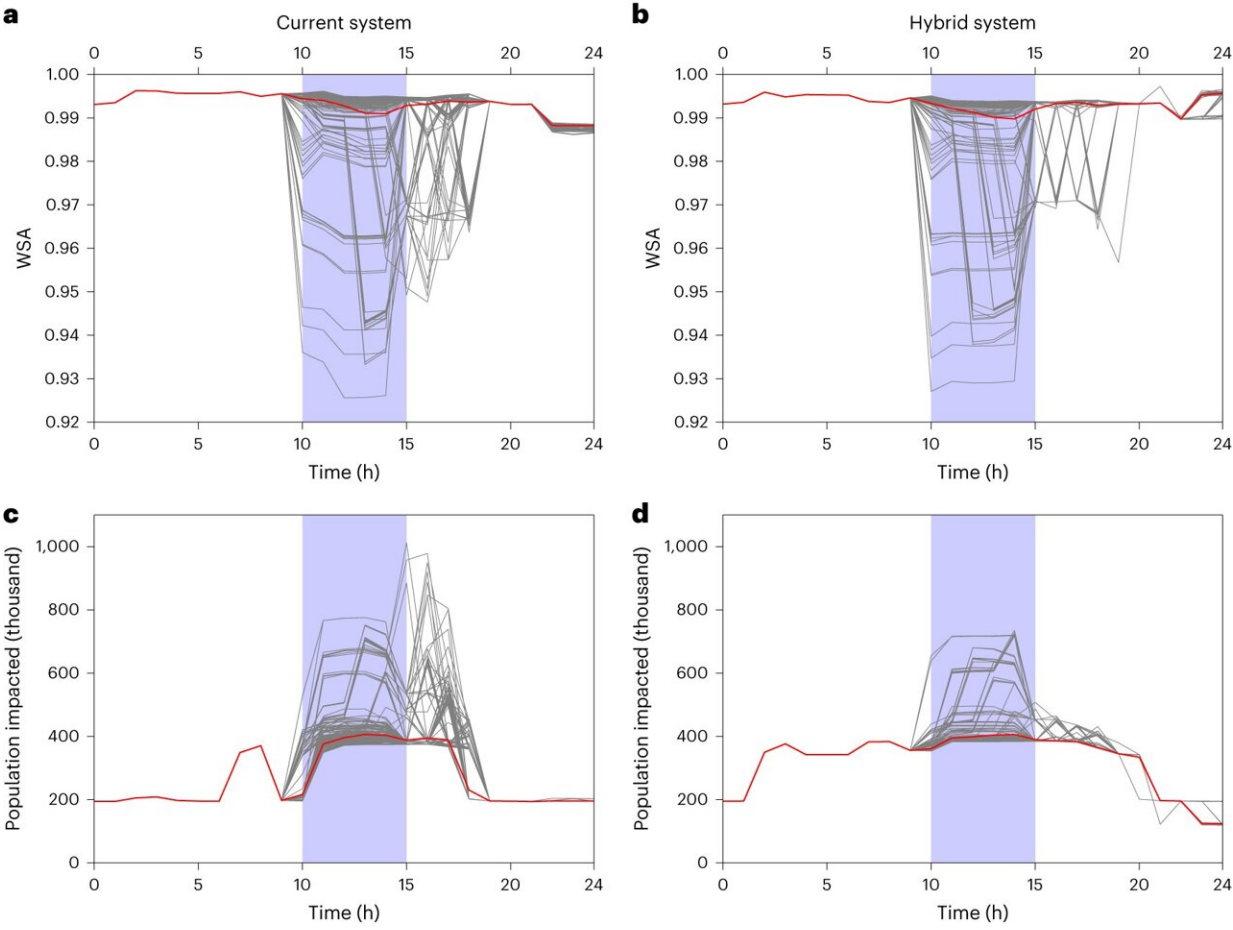 a
Current system
0 5 10 15 20 24
1.00
0.99
0.98
0.97
0.96
0.95
0.94
0.93
0.92
WSA
0 5 10 15 20 24
Time (h)
b
Hybrid system
0 5 10 15 20 24
1.00
0.99
0.98
0.97
0.96
0.95
0.94
0.93
0.92
WSA
0 5 10 15 20 24
Time (h)
c
1,000
800
600
400
200
0
Population impacted (thousand)
0 5 10 15 20 24
Time (h)
d
1,000
800
600
400
200
0
Population impacted (thousand)
0 5 10 15 20 24
Time (h)